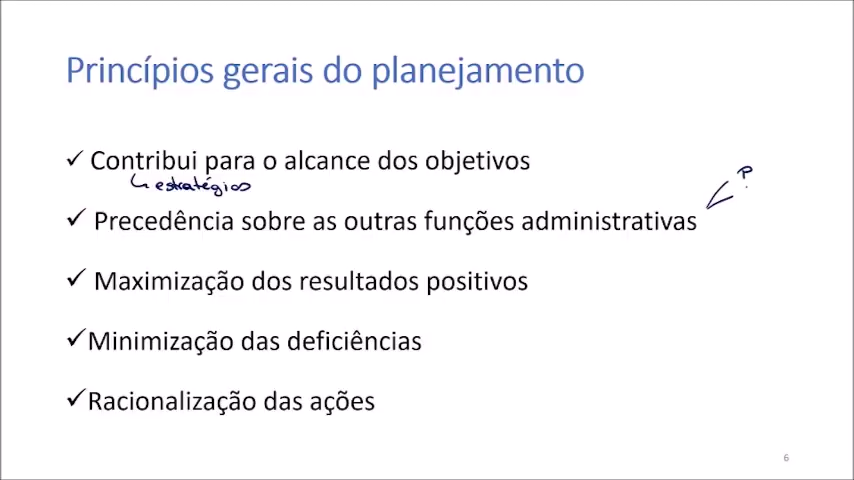 Princípios gerais do planejamento
✓ Contribui para o alcance dos objetivos
↳ estratégicos
P
✓ Precedência sobre as outras funções administrativas
✓ Maximização dos resultados positivos
✓Minimização das deficiências
✓Racionalização das ações
6